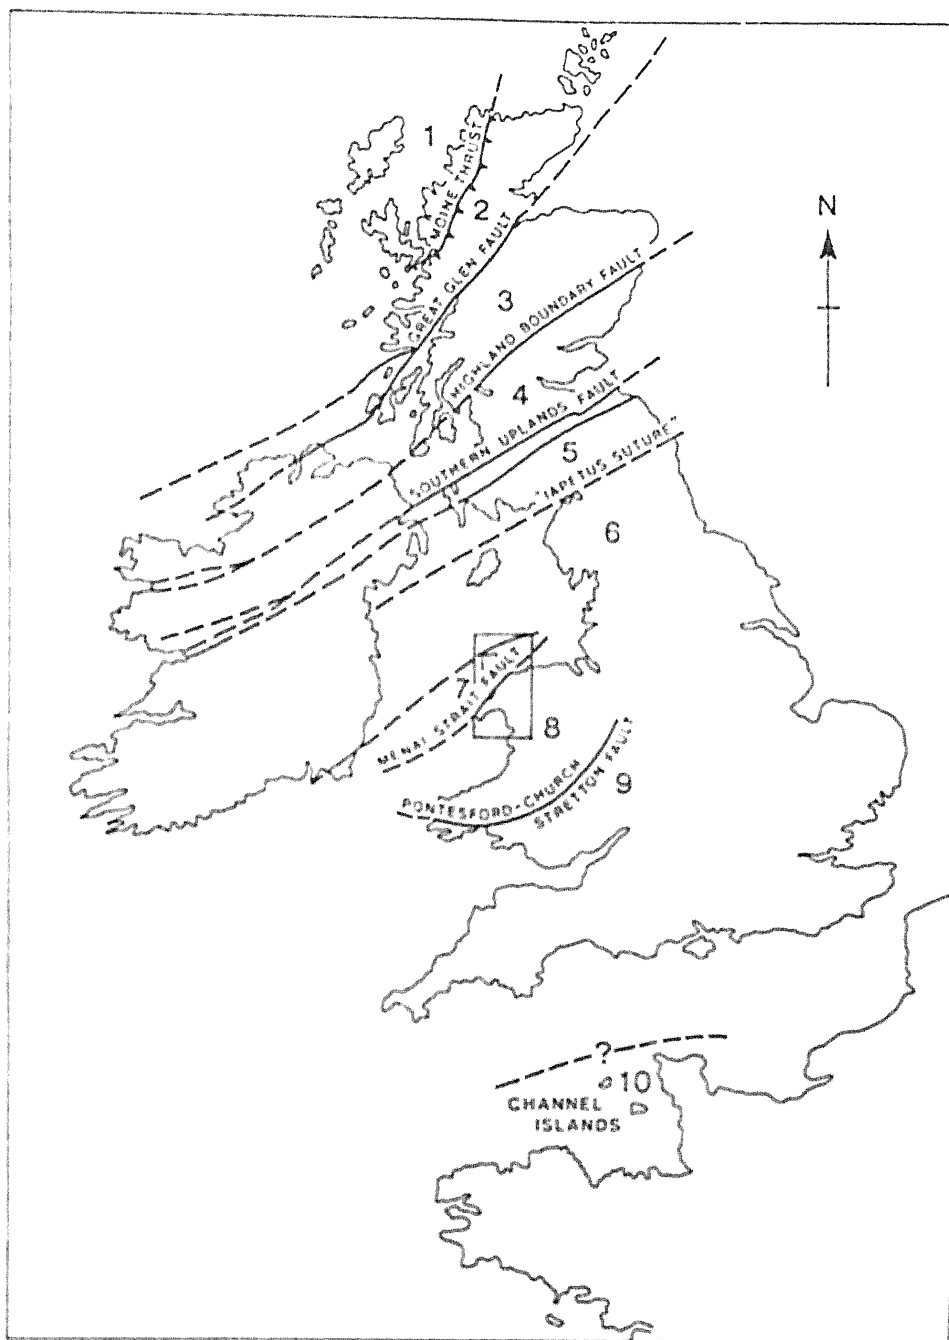 1
N
MOINE THRUST
2
GREAT GLEN FAULT
3
HIGHLAND BOUNDARY FAULT
4
SOUTHERN UPLANDS FAULT
5
"IAPETUS SUTURE"
6
7
MENAI STRAIT FAULT
8
PONTESFORD-CHURCH
STRETTON FAULT
9
?
10
CHANNEL
ISLANDS